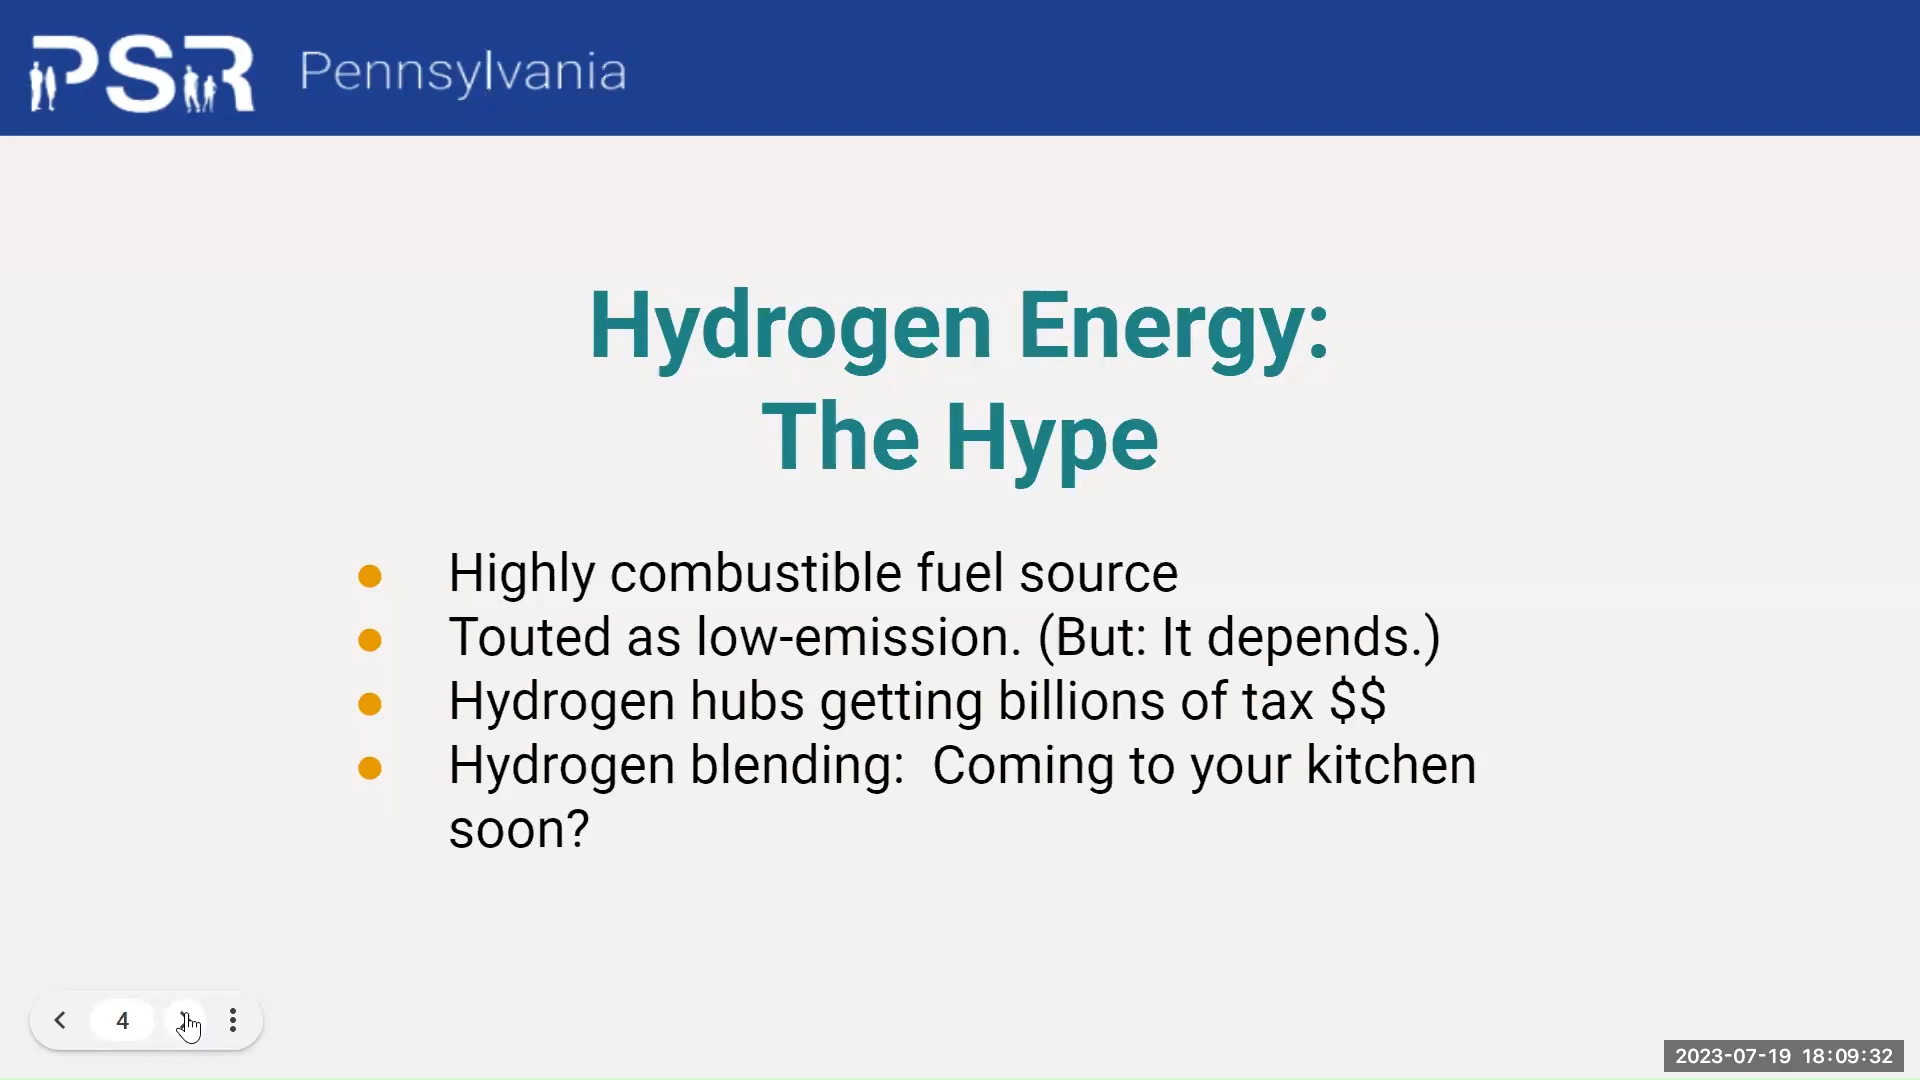 PSR Pennsylvania
Hydrogen Energy:
The Hype
● Highly combustible fuel source
● Touted as low-emission. (But: It depends.)
● Hydrogen hubs getting billions of tax $$
● Hydrogen blending:  Coming to your kitchen
soon?
4
2023-07-19 18:09:32